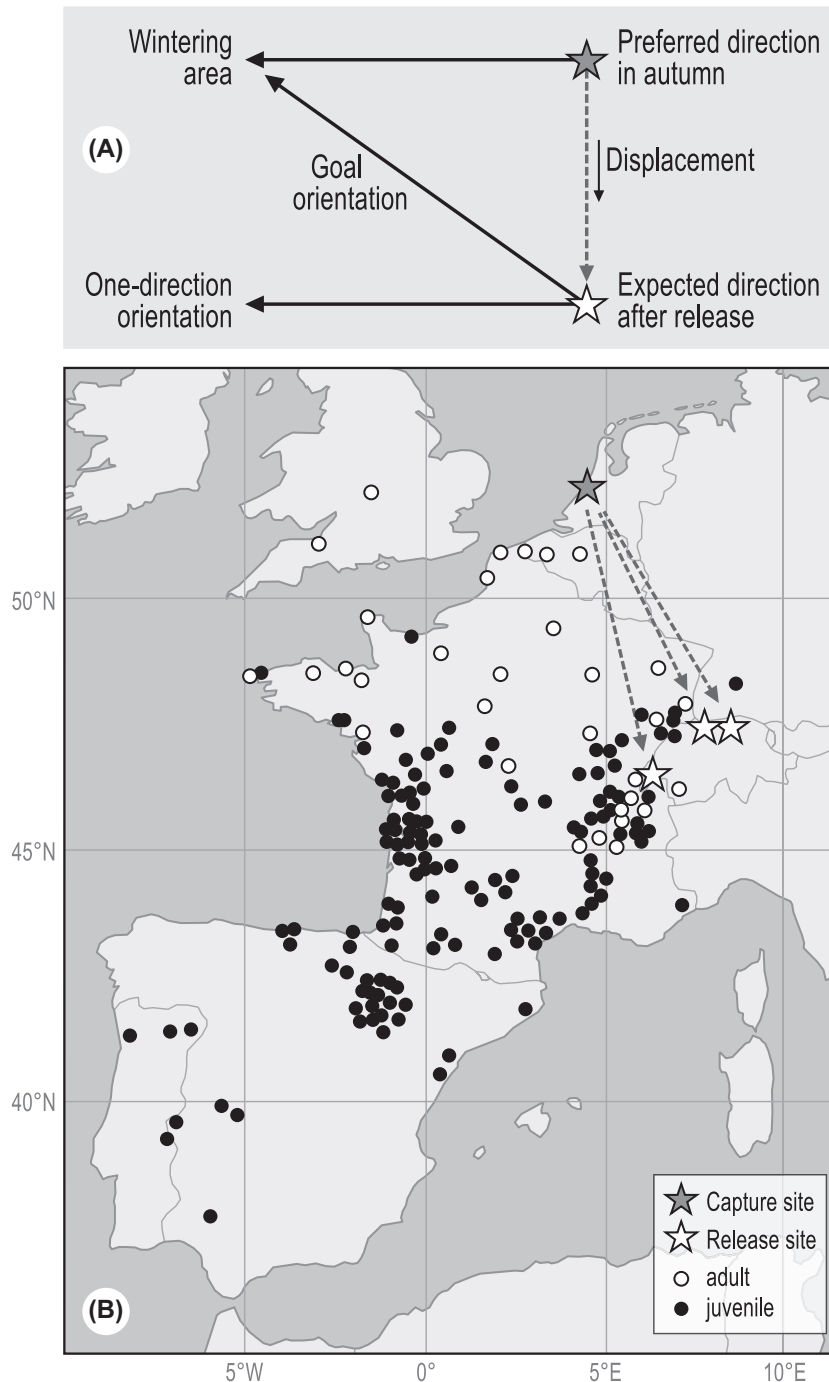 Wintering
area
Preferred direction
in autumn
(A)
Goal
orientation
Displacement
One-direction
orientation
Expected direction
after release
50°N
45°N
40°N
Capture site
Release site
adult
juvenile
(B)
5°W
0°
5°E
10°E